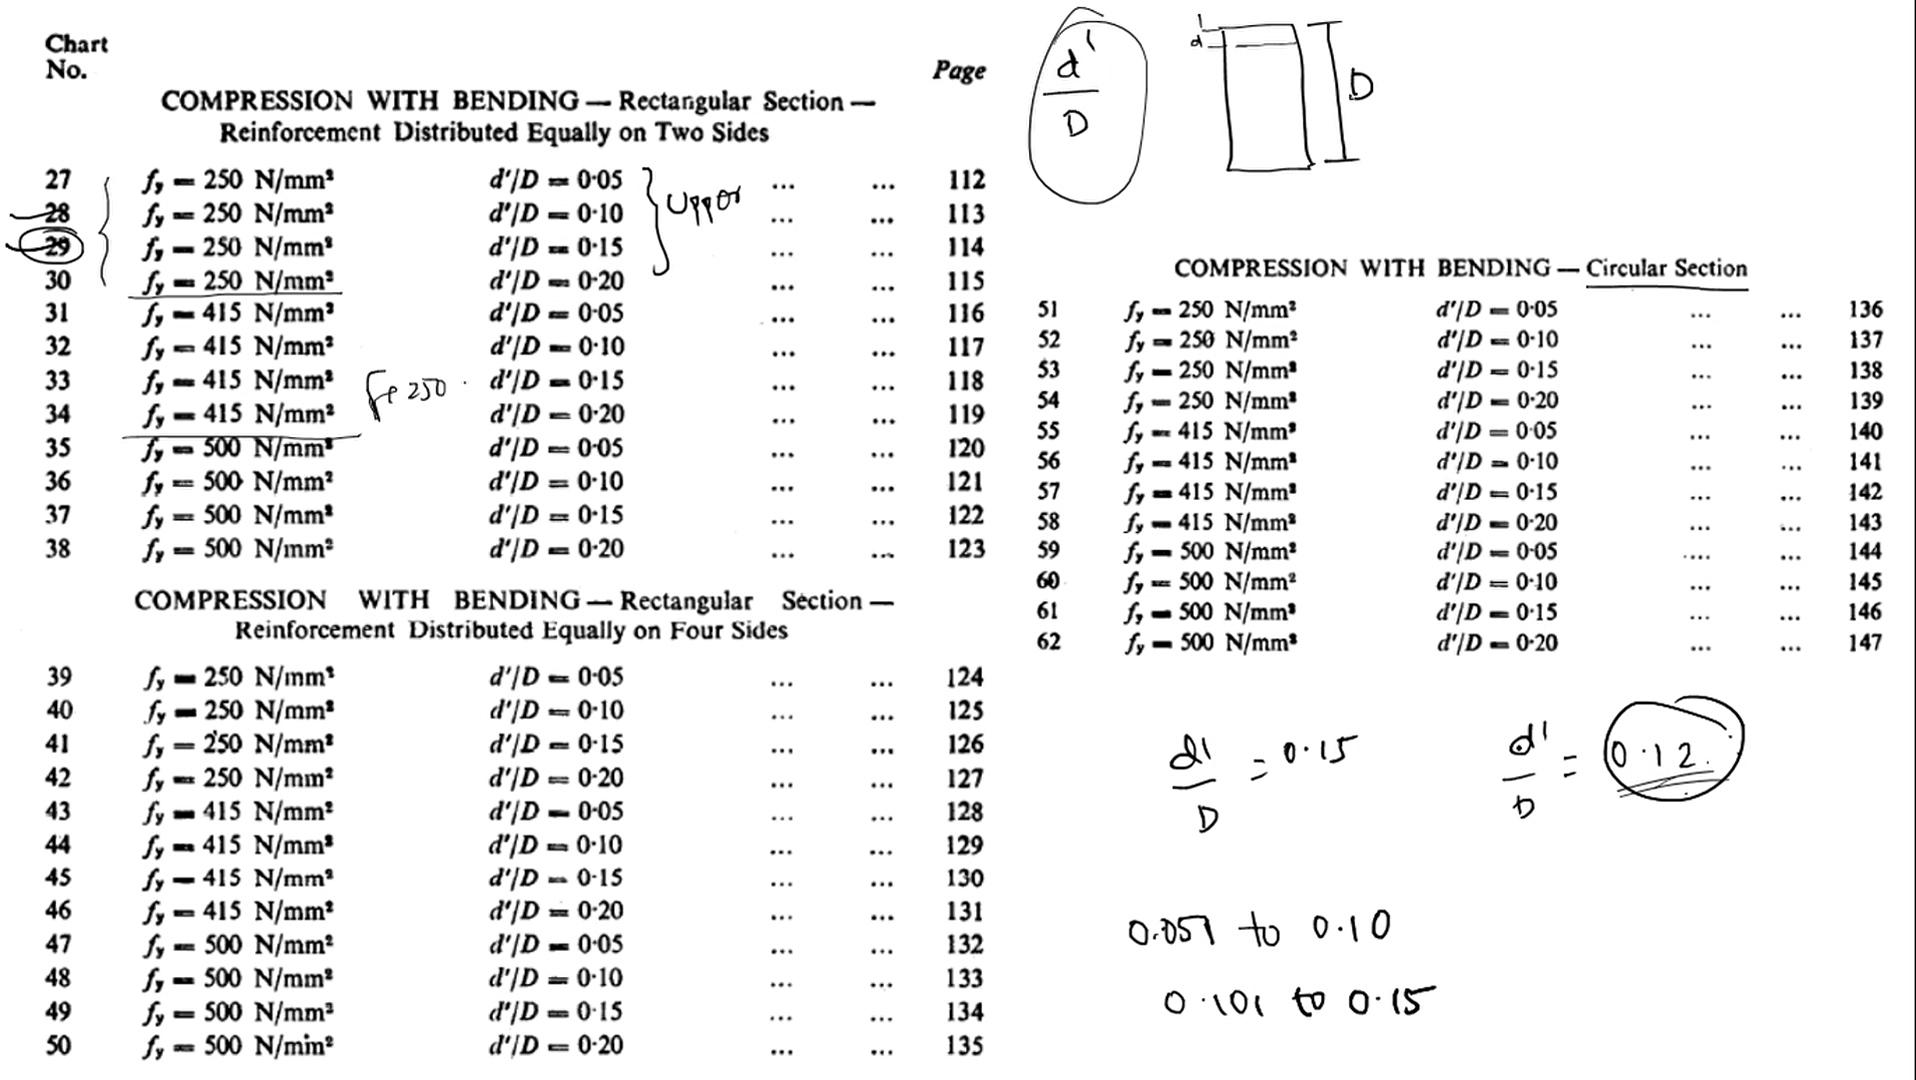 Chart
No.
Page
COMPRESSION WITH BENDING — Rectangular Section —
Reinforcement Distributed Equally on Two Sides
27 fy = 250 N/mm² d'/D = 0·05 ... ... 112
28 fy = 250 N/mm² d'/D = 0·10 ... ... 113
29 fy = 250 N/mm² d'/D = 0·15 ... ... 114
30 fy = 250 N/mm² d'/D = 0·20 ... ... 115
31 fy = 415 N/mm² d'/D = 0·05 ... ... 116
32 fy = 415 N/mm² d'/D = 0·10 ... ... 117
33 fy = 415 N/mm² d'/D = 0·15 ... ... 118
34 fy = 415 N/mm² d'/D = 0·20 ... ... 119
35 fy = 500 N/mm² d'/D = 0·05 ... ... 120
36 fy = 500 N/mm² d'/D = 0·10 ... ... 121
37 fy = 500 N/mm² d'/D = 0·15 ... ... 122
38 fy = 500 N/mm² d'/D = 0·20 ... ... 123
Upper
Fe 250
COMPRESSION WITH BENDING — Rectangular Section —
Reinforcement Distributed Equally on Four Sides
39 fy = 250 N/mm² d'/D = 0·05 ... ... 124
40 fy = 250 N/mm² d'/D = 0·10 ... ... 125
41 fy = 250 N/mm² d'/D = 0·15 ... ... 126
42 fy = 250 N/mm² d'/D = 0·20 ... ... 127
43 fy = 415 N/mm² d'/D = 0·05 ... ... 128
44 fy = 415 N/mm² d'/D = 0·10 ... ... 129
45 fy = 415 N/mm² d'/D = 0·15 ... ... 130
46 fy = 415 N/mm² d'/D = 0·20 ... ... 131
47 fy = 500 N/mm² d'/D = 0·05 ... ... 132
48 fy = 500 N/mm² d'/D = 0·10 ... ... 133
49 fy = 500 N/mm² d'/D = 0·15 ... ... 134
50 fy = 500 N/mm² d'/D = 0·20 ... ... 135
d'
D
d'
D
COMPRESSION WITH BENDING — Circular Section
51 fy = 250 N/mm² d'/D = 0·05 ... ... 136
52 fy = 250 N/mm² d'/D = 0·10 ... ... 137
53 fy = 250 N/mm² d'/D = 0·15 ... ... 138
54 fy = 250 N/mm² d'/D = 0·20 ... ... 139
55 fy = 415 N/mm² d'/D = 0·05 ... ... 140
56 fy = 415 N/mm² d'/D = 0·10 ... ... 141
57 fy = 415 N/mm² d'/D = 0·15 ... ... 142
58 fy = 415 N/mm² d'/D = 0·20 ... ... 143
59 fy = 500 N/mm² d'/D = 0·05 .... ... 144
60 fy = 500 N/mm² d'/D = 0·10 ... ... 145
61 fy = 500 N/mm² d'/D = 0·15 ... ... 146
62 fy = 500 N/mm² d'/D = 0·20 ... ... 147
d'/D = 0.15
d'/D = 0.12
0.051 to 0.10
0.101 to 0.15